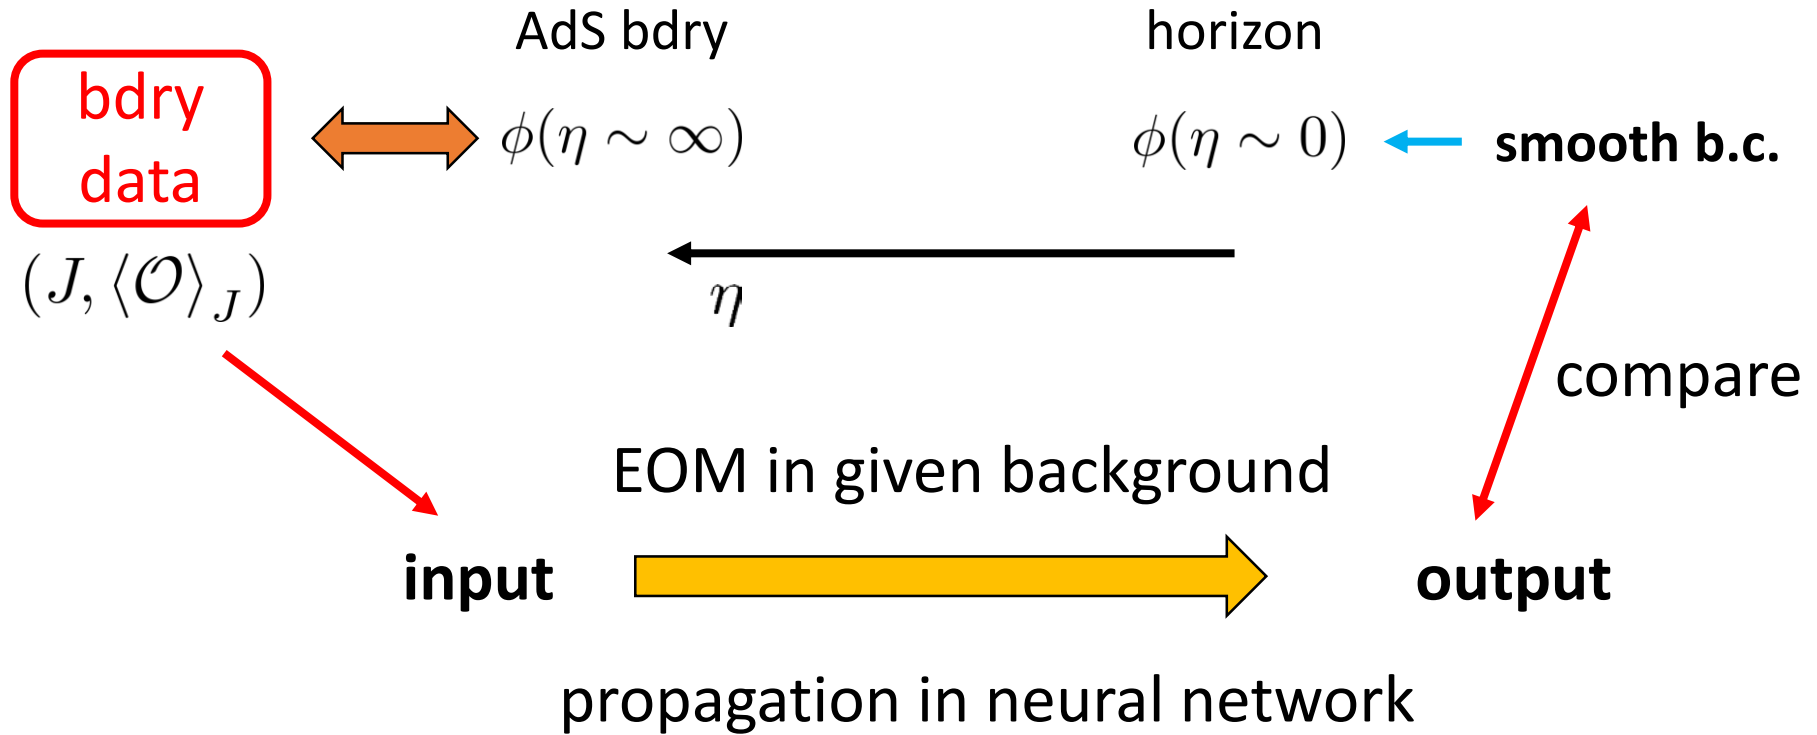 AdS bdry
horizon
bdry
data
ϕ(η ∼ ∞)
ϕ(η ∼ 0)
smooth b.c.
(J, ⟨𝒪⟩_J)
η
compare
EOM in given background
input
output
propagation in neural network